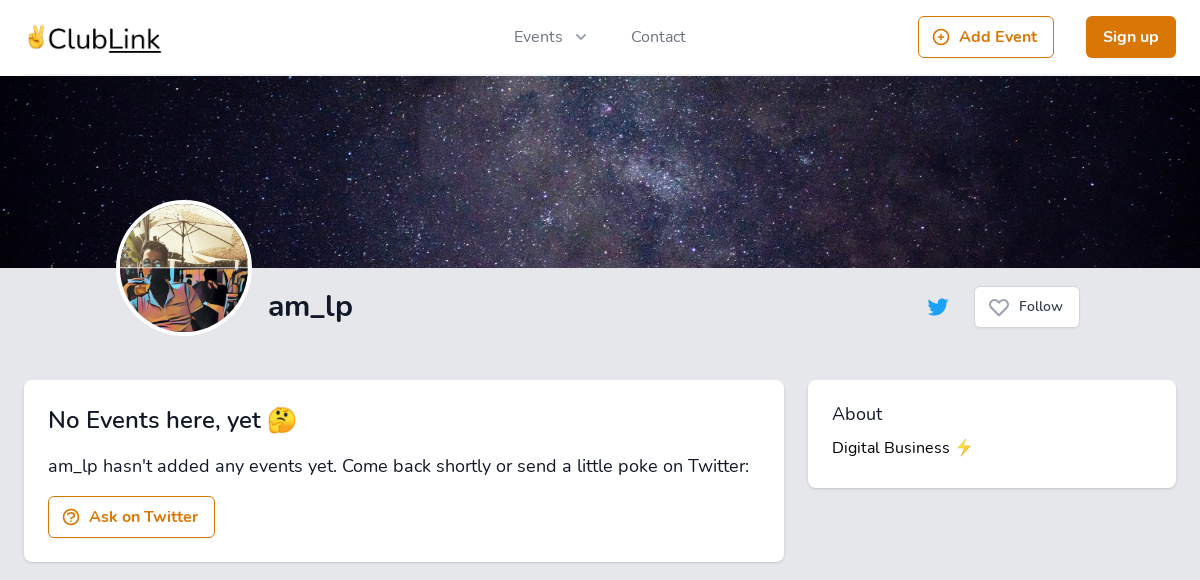 ✌️ClubLink
Events
Contact
Add Event
Sign up
am_lp
Follow
No Events here, yet 🤔
am_lp hasn't added any events yet. Come back shortly or send a little poke on Twitter:
Ask on Twitter
About
Digital Business ⚡